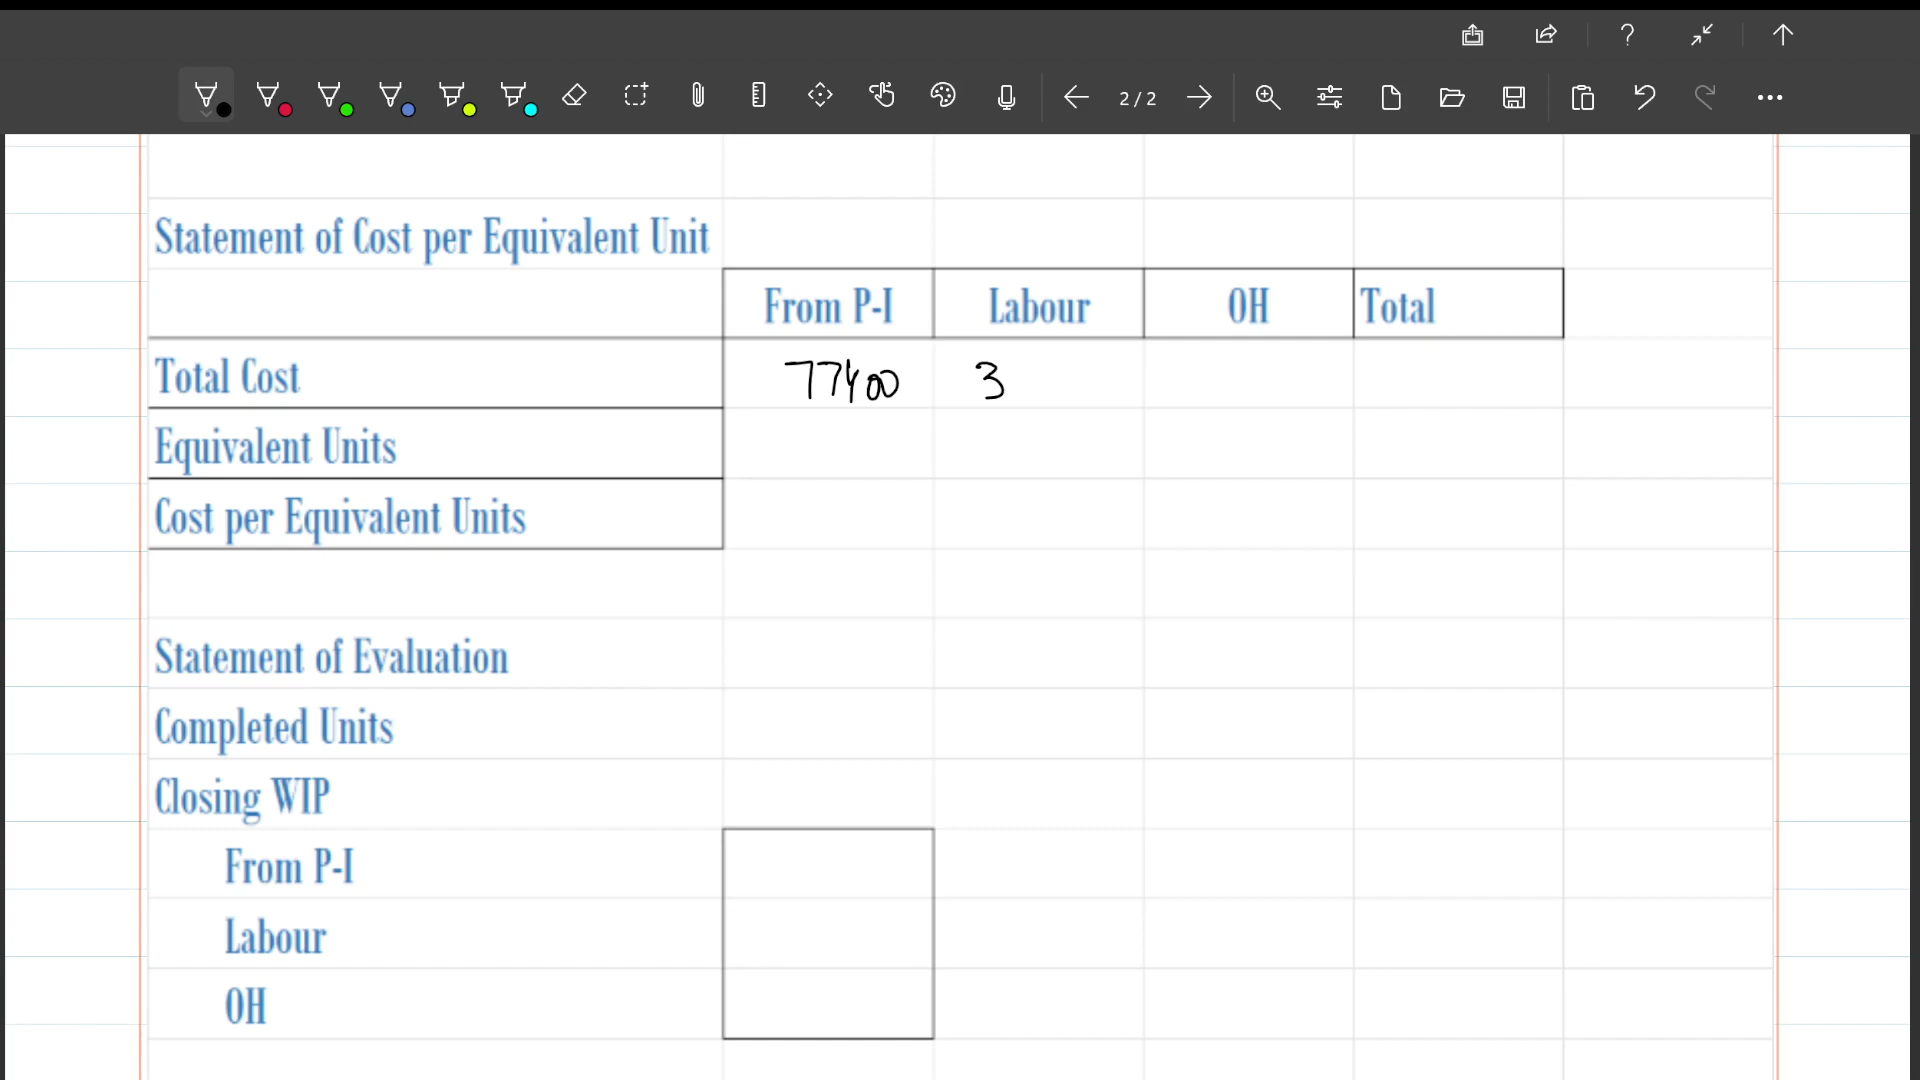 2 / 2
Statement of Cost per Equivalent Unit
From P-I Labour OH Total
Total Cost 77400 3
Equivalent Units
Cost per Equivalent Units
Statement of Evaluation
Completed Units
Closing WIP
From P-I
Labour
OH